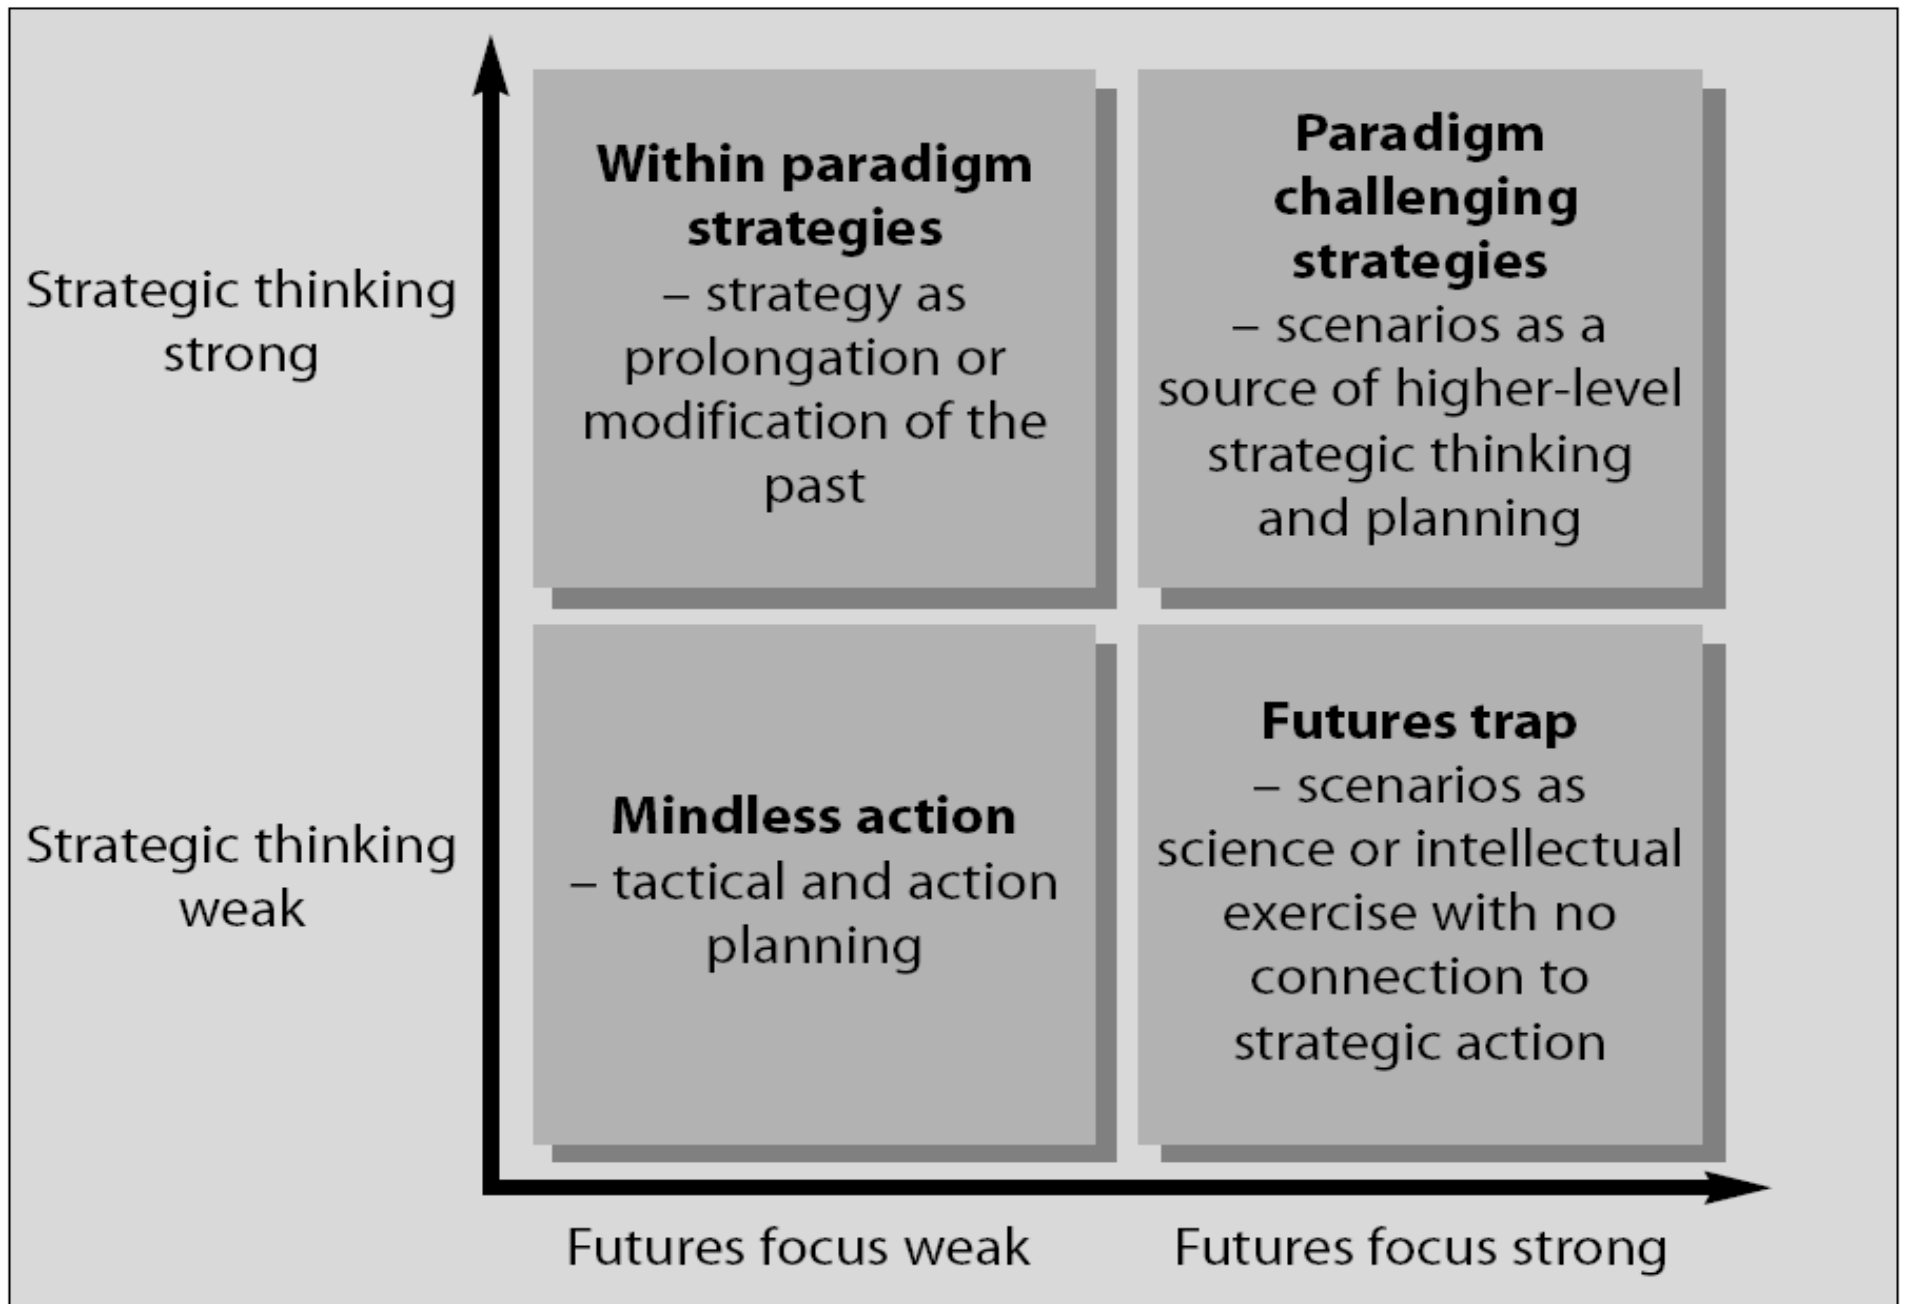 Strategic thinking
strong
Within paradigm
strategies
– strategy as
prolongation or
modification of the
past
Paradigm
challenging
strategies
– scenarios as a
source of higher-level
strategic thinking
and planning
Strategic thinking
weak
Mindless action
– tactical and action
planning
Futures trap
– scenarios as
science or intellectual
exercise with no
connection to
strategic action
Futures focus weak
Futures focus strong